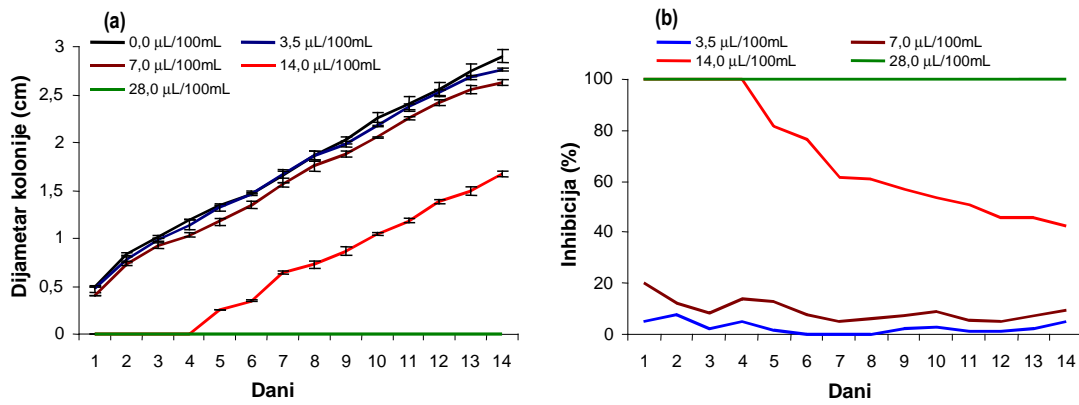 (a)
0,0 µL/100mL 3,5 µL/100mL
7,0 µL/100mL 14,0 µL/100mL
28,0 µL/100mL
Dijametar kolonije (cm)
3
2,5
2
1,5
1
0,5
0
1 2 3 4 5 6 7 8 9 10 11 12 13 14
Dani
(b)
3,5 µL/100mL 7,0 µL/100mL
14,0 µL/100mL 28,0 µL/100mL
Inhibicija (%)
100
80
60
40
20
0
1 2 3 4 5 6 7 8 9 10 11 12 13 14
Dani